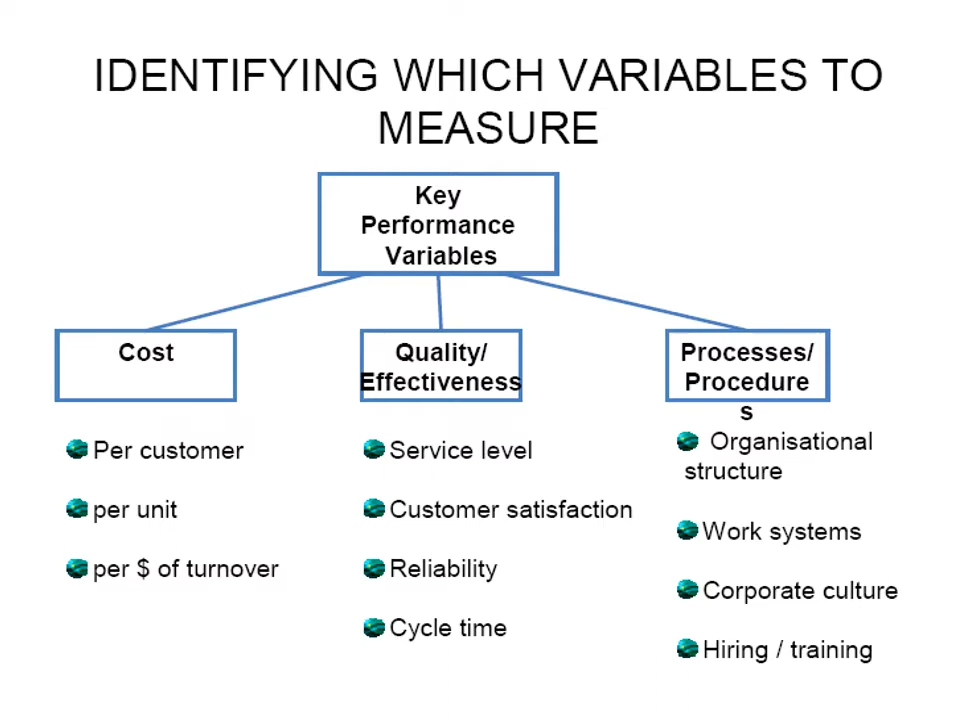 IDENTIFYING WHICH VARIABLES TO
MEASURE
Key
Performance
Variables
Cost
Quality/
Effectiveness
Processes/
Procedure
s
Per customer
per unit
per $ of turnover
Service level
Customer satisfaction
Reliability
Cycle time
Organisational
structure
Work systems
Corporate culture
Hiring / training